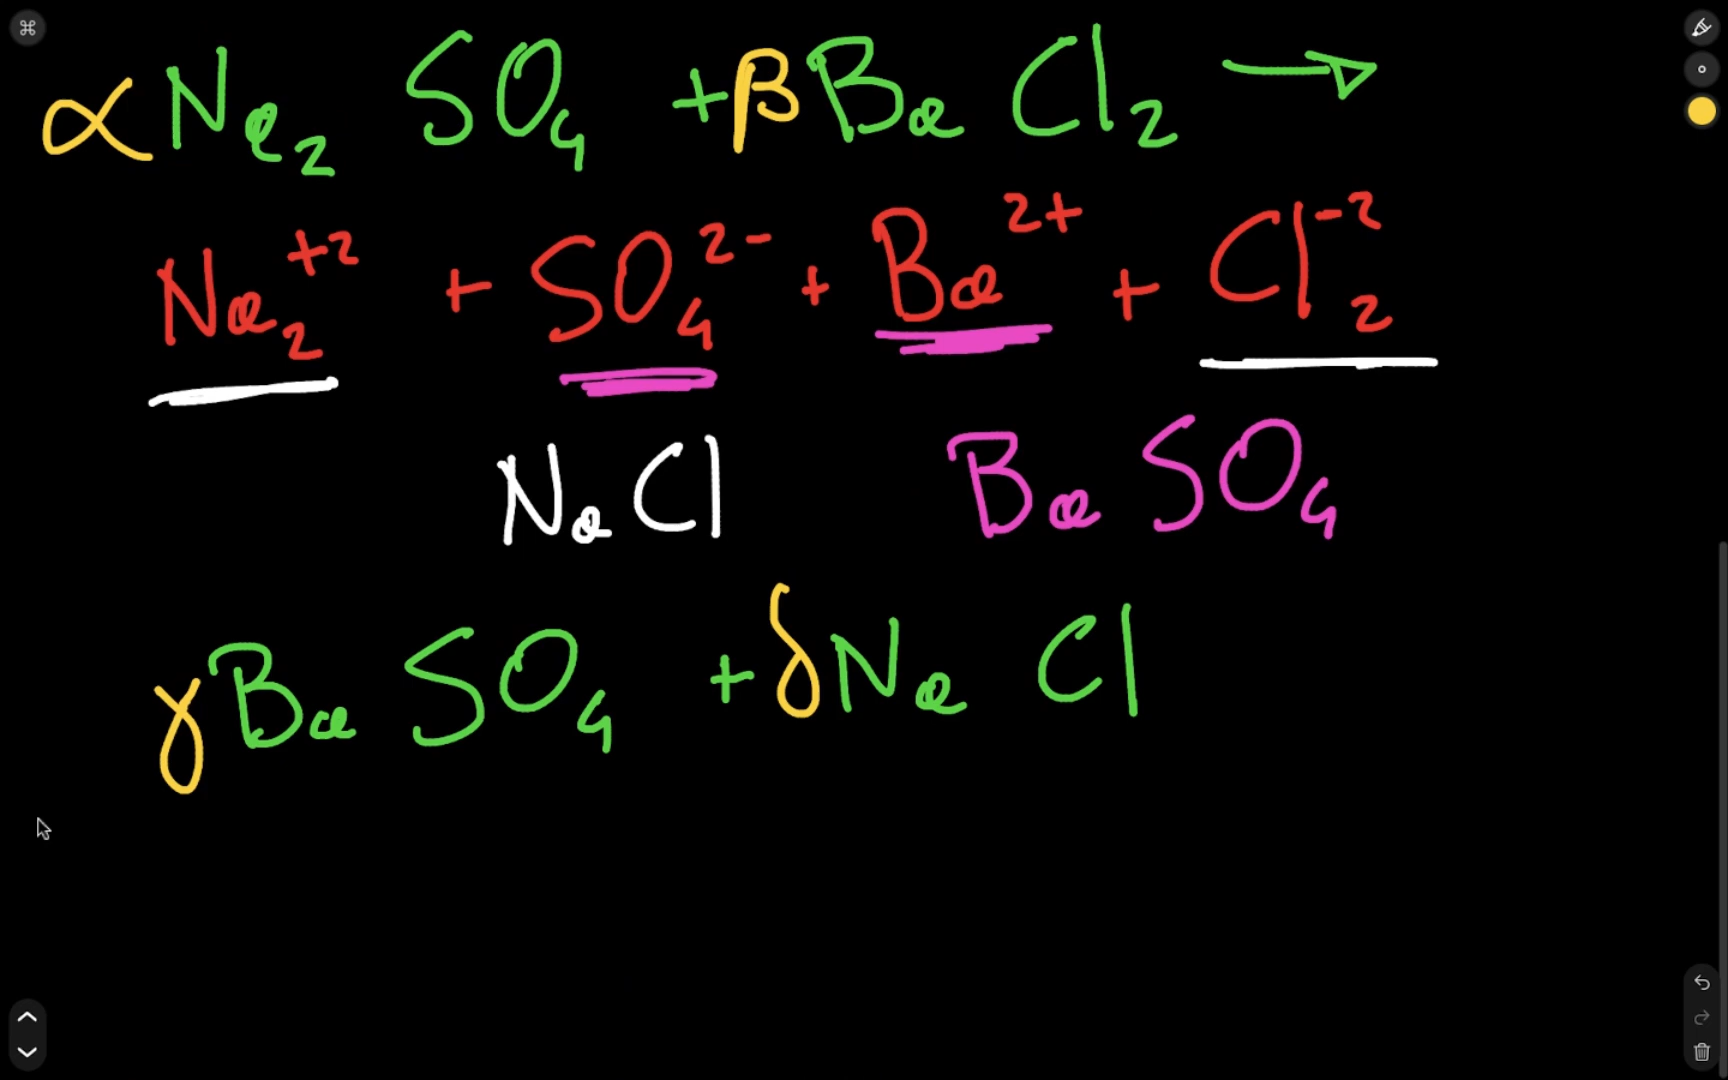 αNa₂ SO₄ + βBa Cl₂ →
Na₂⁺² + SO₄²⁻ + Ba²⁺ + Cl₂⁻²
NaCl BaSO₄
γBa SO₄ + δNa Cl